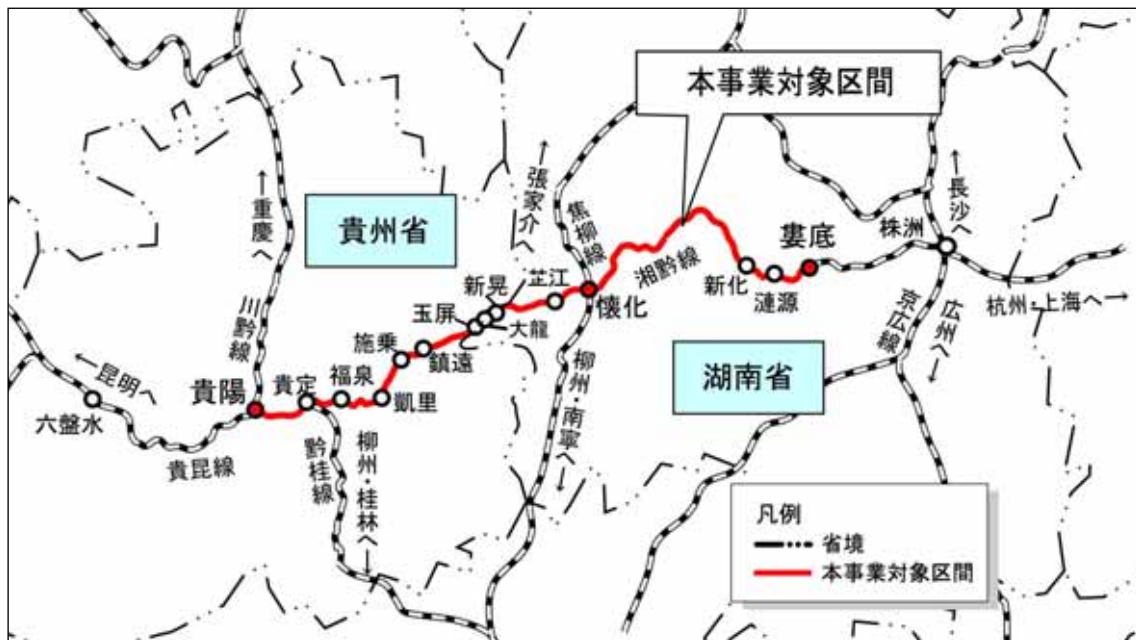 本事業対象区間
←重慶へ
貴州省
←張家介へ
焦柳線
←長沙へ
株洲
婁底
湘黔線
新化
漣源
杭州・上海へ→
京広線
広州へ→
川黔線
新晃
芷江
懐化
玉屏
大龍
施乗
鎮遠
湖南省
←昆明へ
貴陽
貴定
福泉
凱里
六盤水
貴昆線
黔桂線
柳州・桂林へ→
柳州・南寧へ→
凡例
省境
本事業対象区間